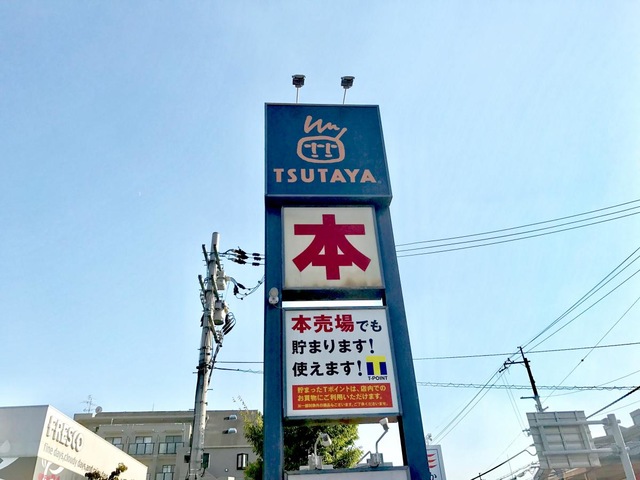 TSUTAYA
本
本売場でも
貯まります!
使えます!
T-POINT
貯まったTポイントは、店内での
お買物にご利用いただけます。
FRESCO